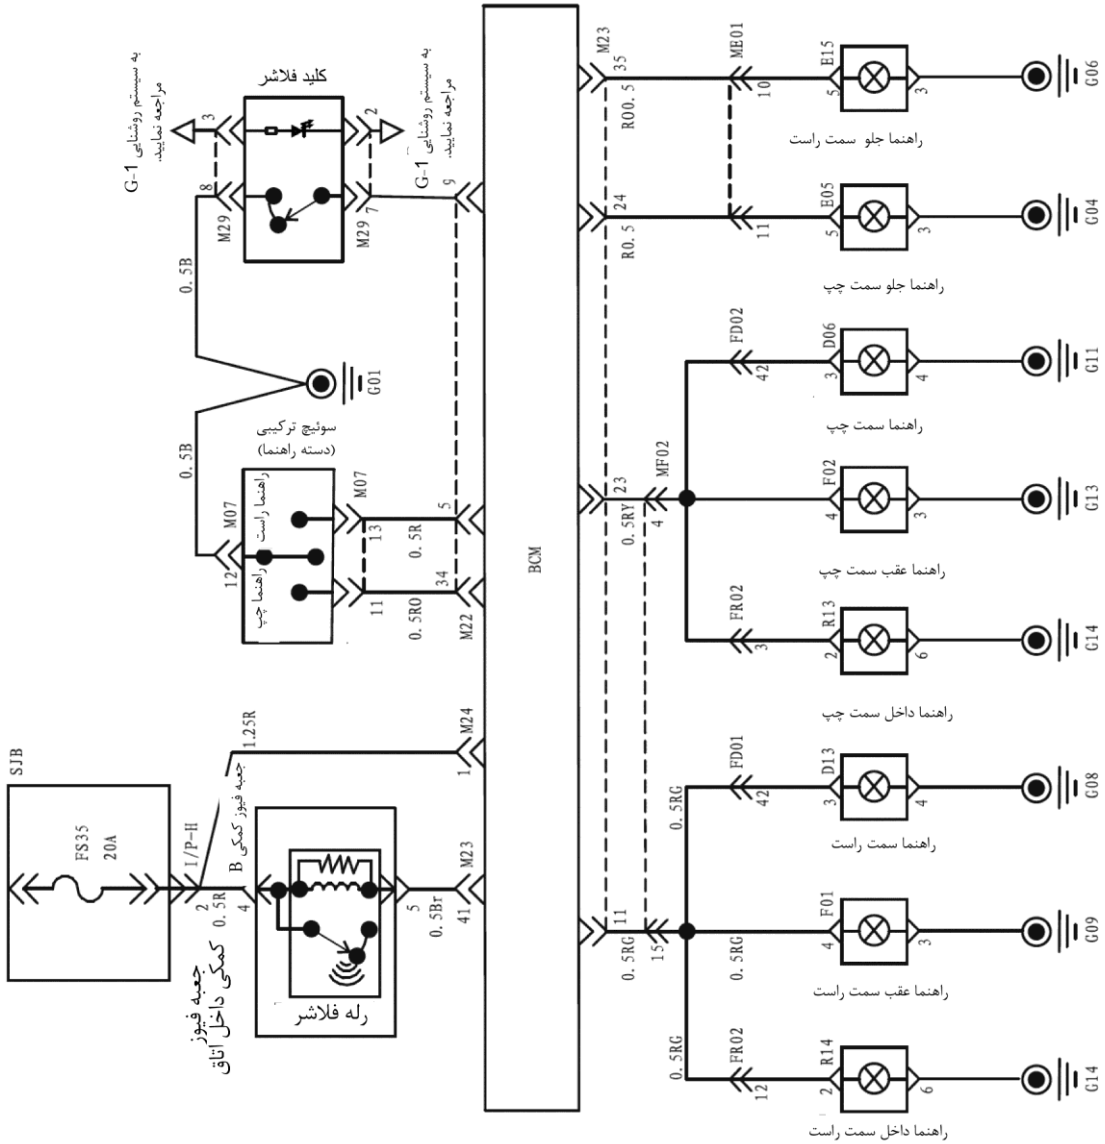 SJB
FS35
20A
I/P-H
2
0.5R
4
B
جعبه فیوز کمکی
1.25R
جعبه فیوز
کمکی داخل اتاق
رله فلاشر
5
0.5Br
41
M23
1
M24
کلید فلاشر
به سیستم روشنایی G-1
مراجعه نمایید.
به سیستم روشنایی G-1
مراجعه نمایید.
3
2
8
7
M29
M29
9
0.5B
G01
0.5B
سوئیچ ترکیبی
(دسته راهنما)
راهنما راست
راهنما چپ
M07
12
M07
13
0.5R
5
11
0.5RO
34
M22
BCM
M23
35
RO0.5
ME01
10
E15
5
3
G06
راهنما جلو سمت راست
24
R0.5
11
E05
5
3
G04
راهنما جلو سمت چپ
FD02
42
D06
3
4
G11
راهنما سمت چپ
23
0.5RY
MF02
4
F02
4
3
G13
راهنما عقب سمت چپ
FR02
3
R13
2
6
G14
راهنما داخل سمت چپ
0.5RG
FD01
42
D13
3
4
G08
راهنما سمت راست
11
0.5RG
15
0.5RG
F01
4
3
G09
راهنما عقب سمت راست
0.5RG
FR02
12
R14
2
6
G14
راهنما داخل سمت راست